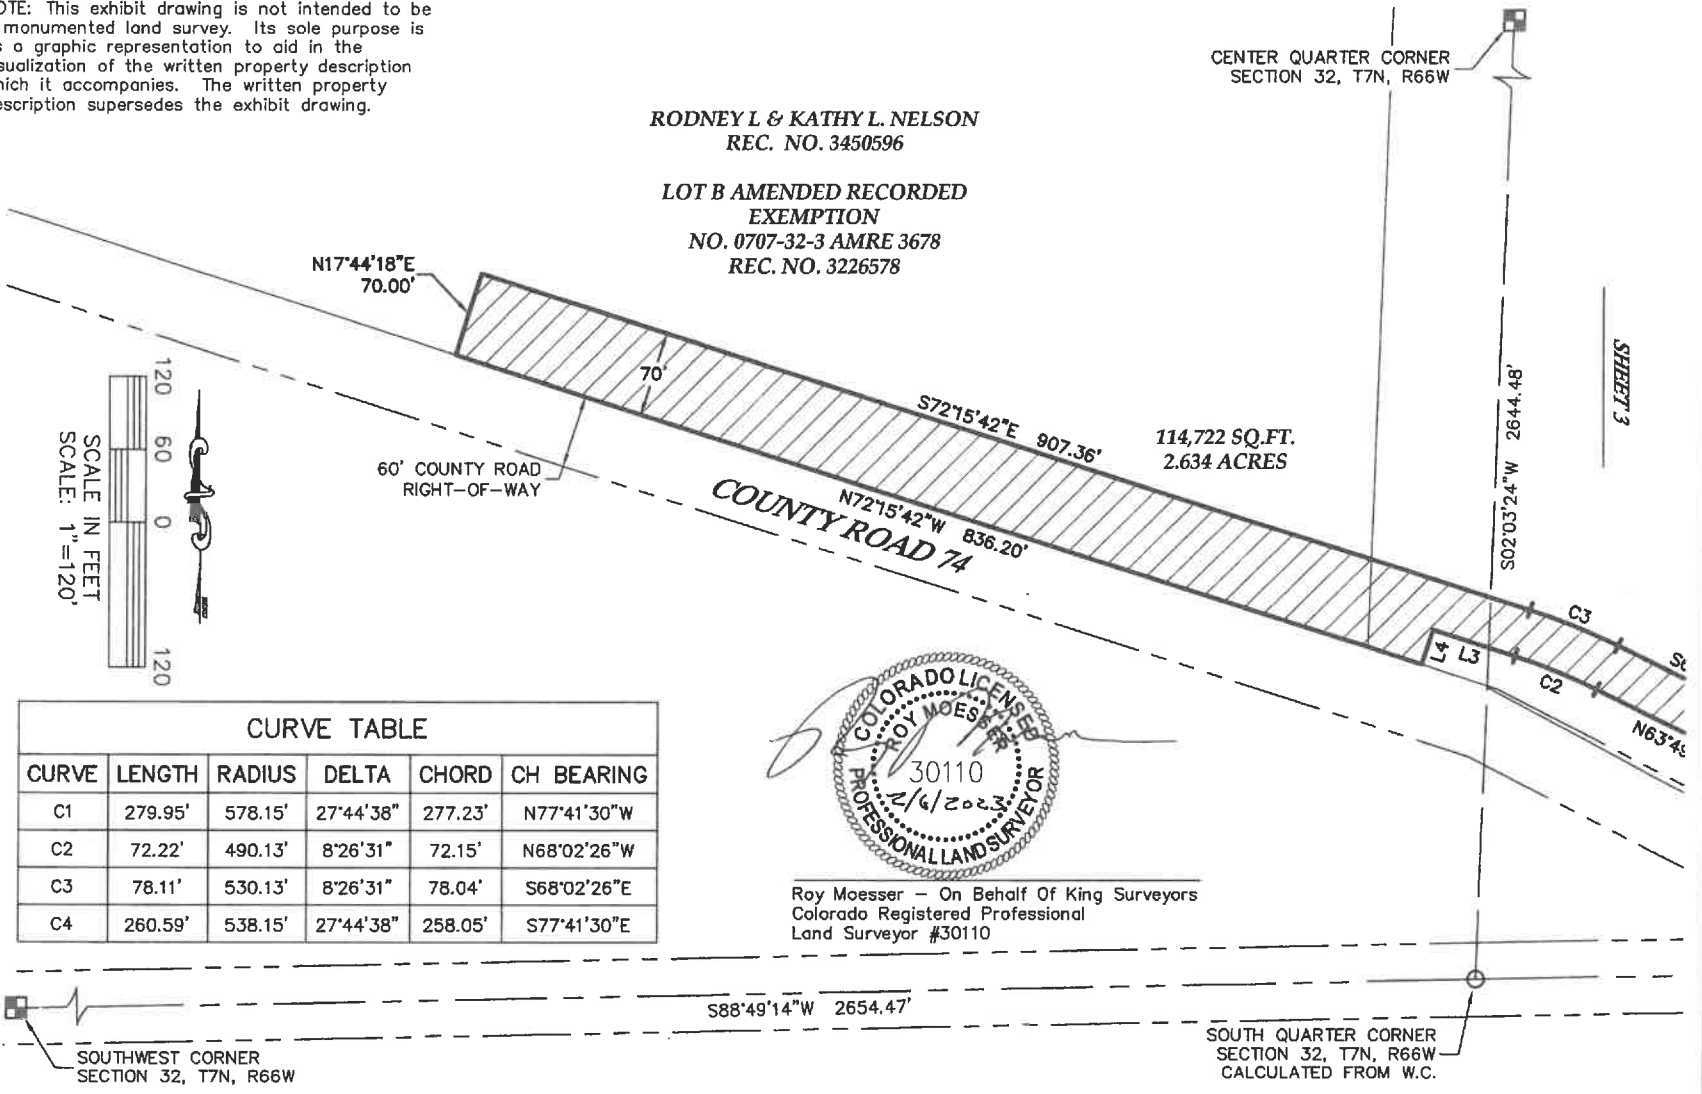 OTE: This exhibit drawing is not intended to be
monumented land survey. Its sole purpose is
s a graphic representation to aid in the
sualization of the written property description
hich it accompanies. The written property
escription supersedes the exhibit drawing.
CENTER QUARTER CORNER
SECTION 32, T7N, R66W
RODNEY L & KATHY L. NELSON
REC. NO. 3450596
LOT B AMENDED RECORDED
EXEMPTION
NO. 0707-32-3 AMRE 3678
REC. NO. 3226578
N17°44'18"E
70.00'
70'
S72°15'42"E 907.36'
114,722 SQ.FT.
2.634 ACRES
S02°03'24"W 2644.48'
SHEET 3
60' COUNTY ROAD
RIGHT-OF-WAY
N72°15'42"W 836.20'
COUNTY ROAD 74
120 60 0 120
SCALE IN FEET
SCALE: 1"=120'
C3
L4 L3
C2
N63°49
CURVE TABLE
CURVE LENGTH RADIUS DELTA CHORD CH BEARING
C1 279.95' 578.15' 27°44'38" 277.23' N77°41'30"W
C2 72.22' 490.13' 8°26'31" 72.15' N68°02'26"W
C3 78.11' 530.13' 8°26'31" 78.04' S68°02'26"E
C4 260.59' 538.15' 27°44'38" 258.05' S77°41'30"E
COLORADO LICENSED
ROY MOESSER
30110
PROFESSIONAL LAND SURVEYOR
Roy Moesser – On Behalf Of King Surveyors
Colorado Registered Professional
Land Surveyor #30110
S88°49'14"W 2654.47'
SOUTHWEST CORNER
SECTION 32, T7N, R66W
SOUTH QUARTER CORNER
SECTION 32, T7N, R66W
CALCULATED FROM W.C.